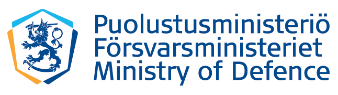 Puolustusministeriö
Försvarsministeriet
Ministry of Defence